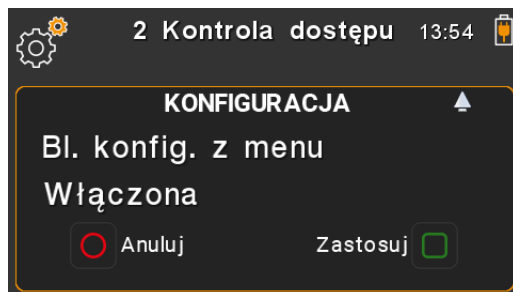 2 Kontrola dostępu 13:54
KONFIGURACJA
Bl. konfig. z menu
Włączona
Anuluj Zastosuj